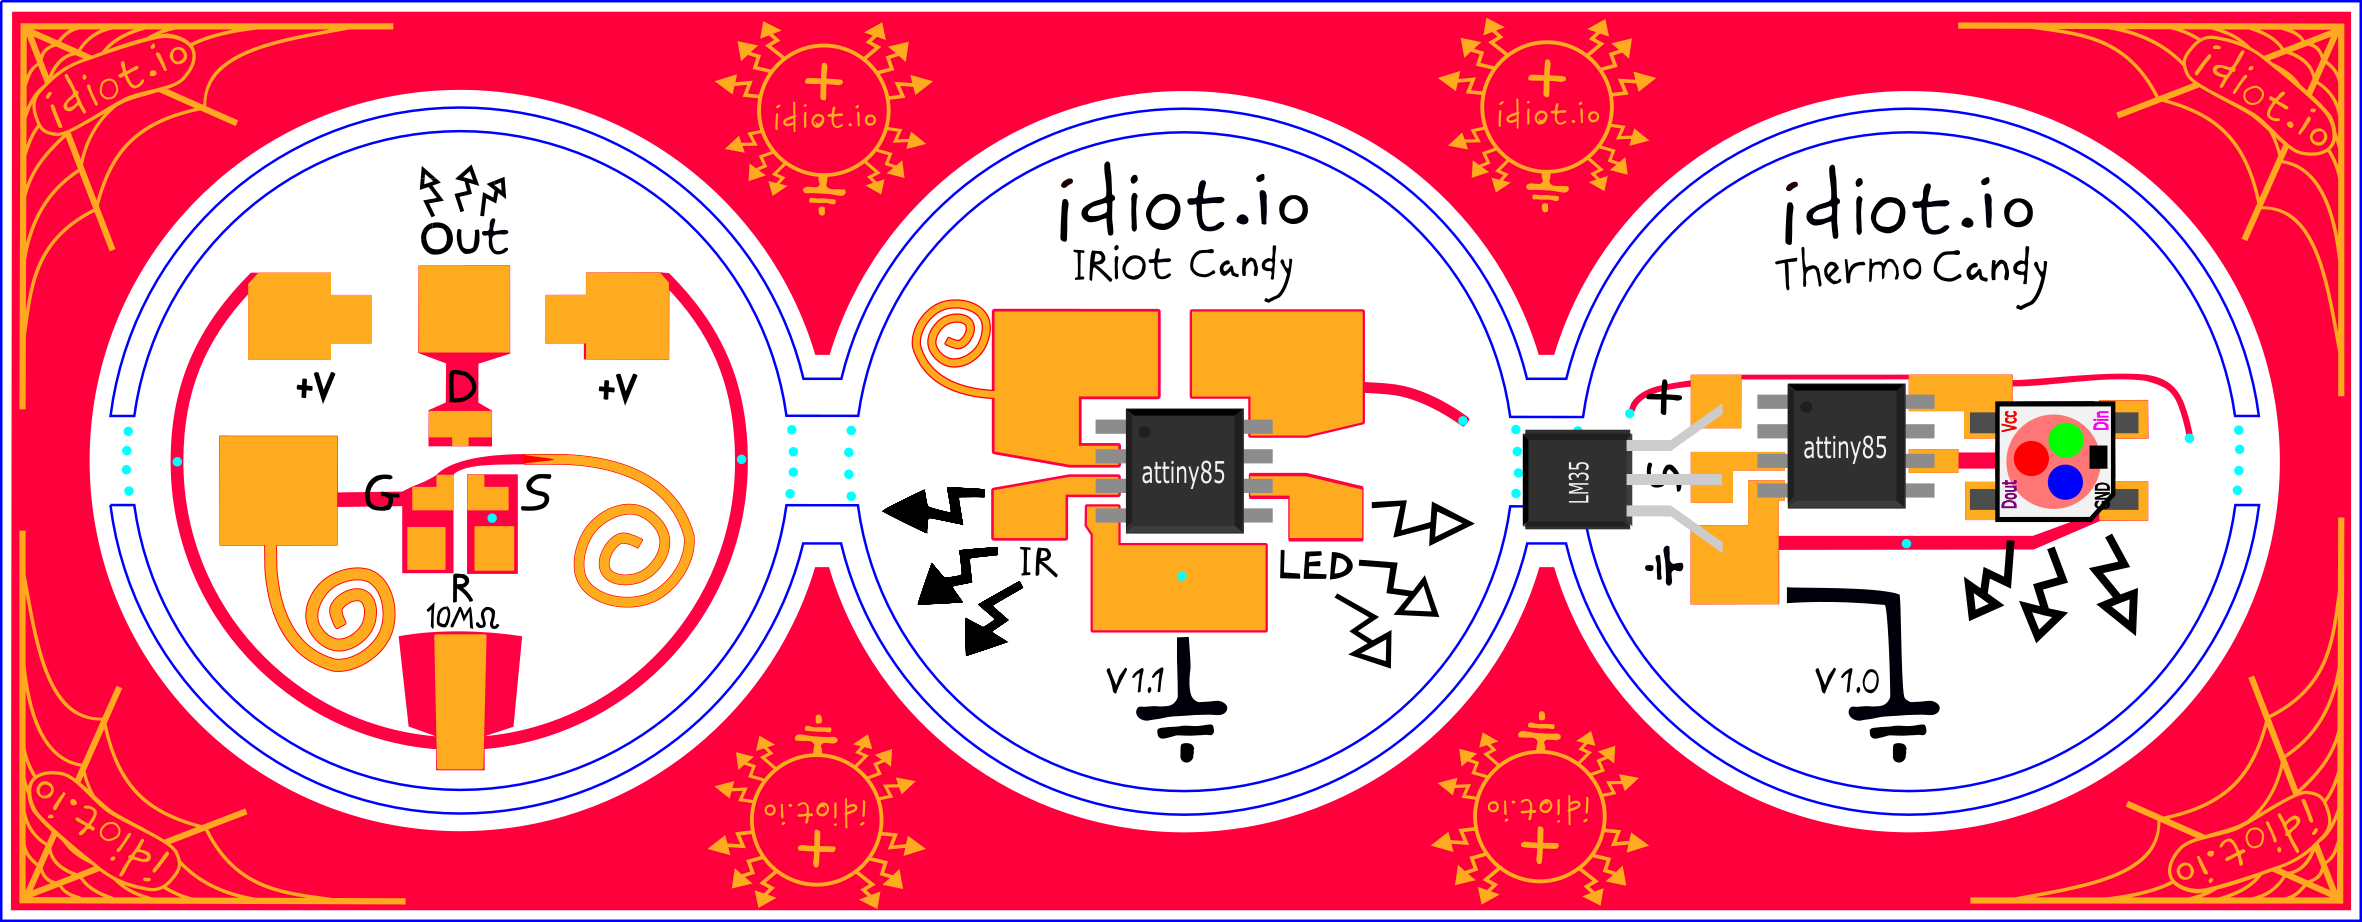 idiot.io
+
idiot.io
+
idiot.io
idiot.io
Out
+V
+V
D
G
S
R
10MΩ
idiot.io
IRiot Candy
attiny85
IR
LED
V1.1
idiot.io
Thermo Candy
+
S
LM35
attiny85
Vcc
Din
Dout
GND
V1.0
idiot.io
idiot.io
+
idiot.io
+
idiot.io